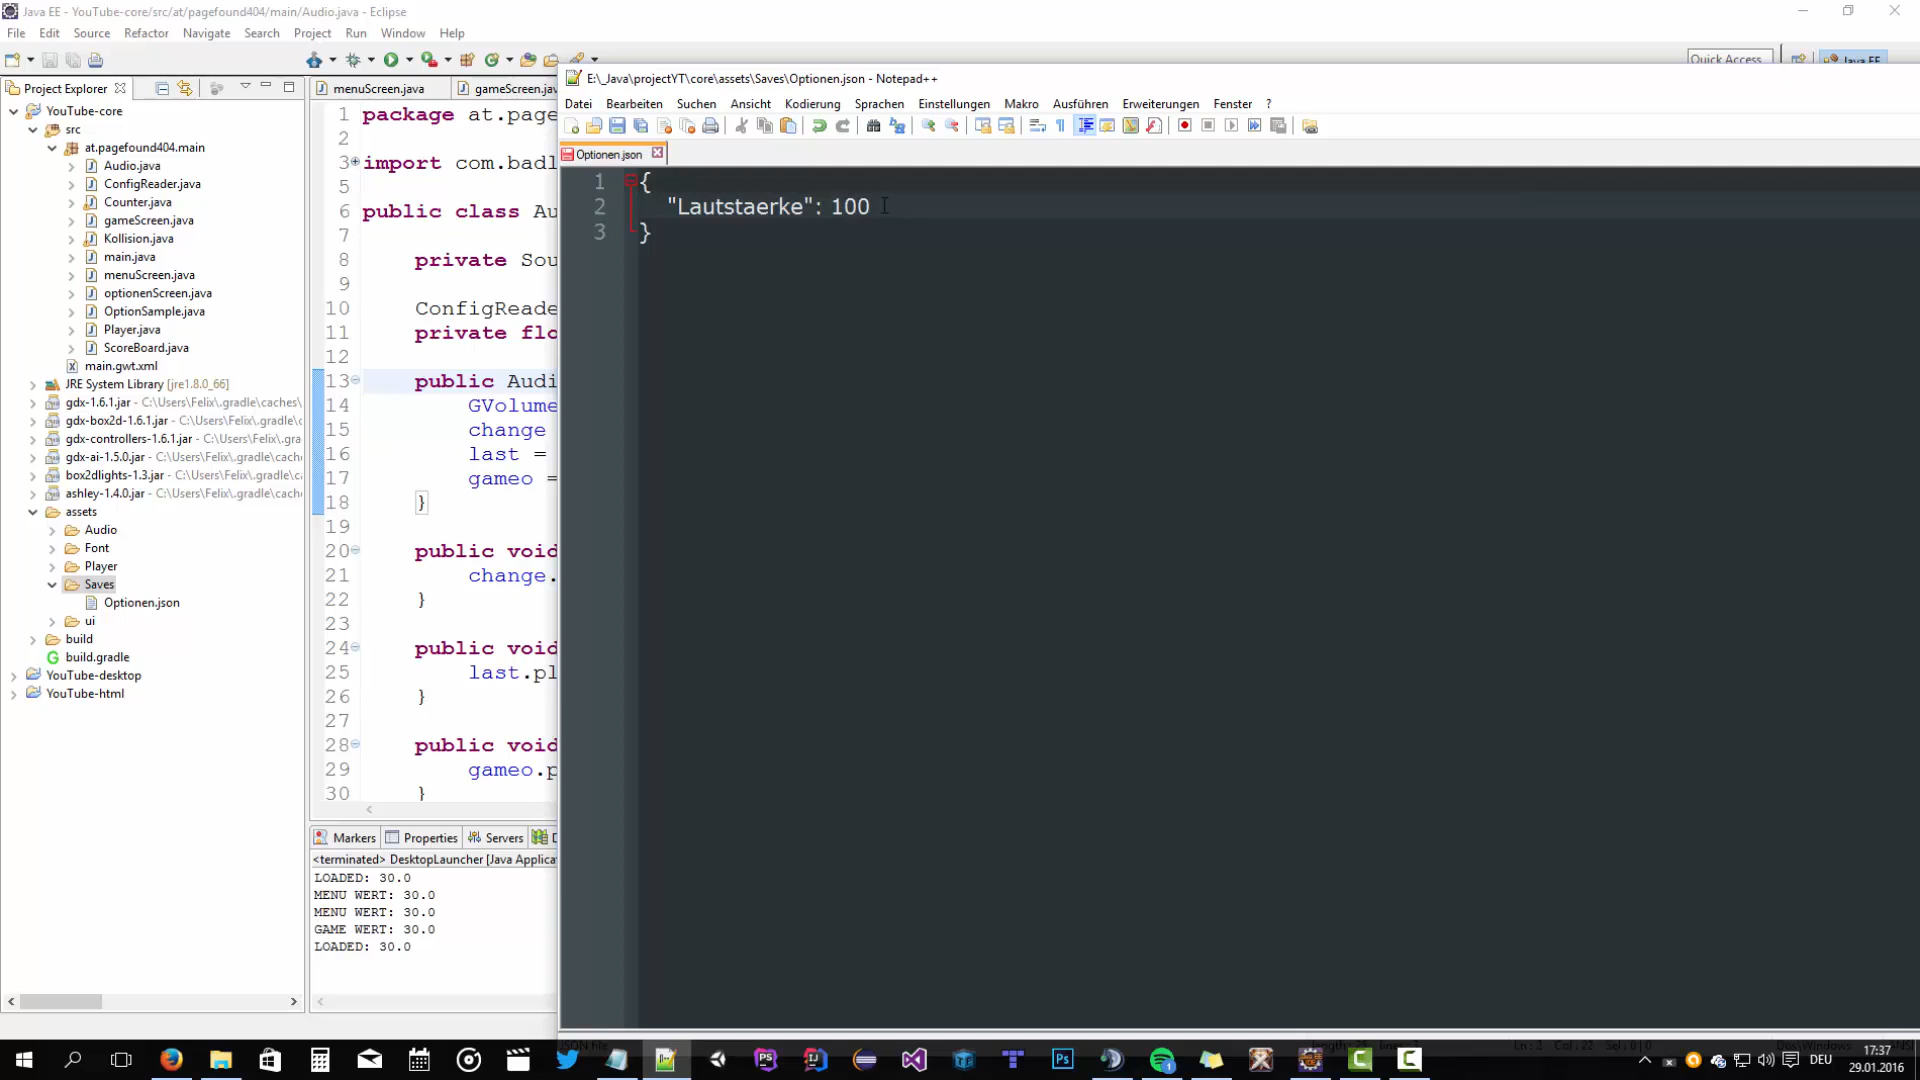 Java EE - YouTube-core/src/at/pagefound404/main/Audio.java - Eclipse
File Edit Source Refactor Navigate Search Project Run Window Help
Quick Access
Java EE
Project Explorer
YouTube-core
src
at.pagefound404.main
Audio.java
ConfigReader.java
Counter.java
gameScreen.java
Kollision.java
main.java
menuScreen.java
optionenScreen.java
OptionSample.java
Player.java
ScoreBoard.java
main.gwt.xml
JRE System Library [jre1.8.0_66]
gdx-1.6.1.jar - C:\Users\Felix\.gradle\caches\
gdx-box2d-1.6.1.jar - C:\Users\Felix\.gradle\c
gdx-controllers-1.6.1.jar - C:\Users\Felix\.gra
gdx-ai-1.5.0.jar - C:\Users\Felix\.gradle\cac
box2dlights-1.3.jar - C:\Users\Felix\.gradle\c
ashley-1.4.0.jar - C:\Users\Felix\.gradle\cache
assets
Audio
Font
Player
Saves
Optionen.json
ui
build
build.gradle
YouTube-desktop
YouTube-html
menuScreen.java gameScreen.jav
1 package at.page
2
3 import com.badl
5
6 public class Au
7
8 private Sou
9
10 ConfigReade
11 private flo
12
13 public Audi
14 GVolume
15 change
16 last =
17 gameo =
18 }
19
20 public void
21 change.
22 }
23
24 public void
25 last.pl
26 }
27
28 public void
29 gameo.p
30 }
Markers Properties Servers
<terminated> DesktopLauncher [Java Applica
LOADED: 30.0
MENU WERT: 30.0
MENU WERT: 30.0
GAME WERT: 30.0
LOADED: 30.0
E:\_Java\projectYT\core\assets\Saves\Optionen.json - Notepad++
Datei Bearbeiten Suchen Ansicht Kodierung Sprachen Einstellungen Makro Ausführen Erweiterungen Fenster ?
Optionen.json
1 {
2 "Lautstaerke": 100
3 }
DEU
17:37
29.01.2016